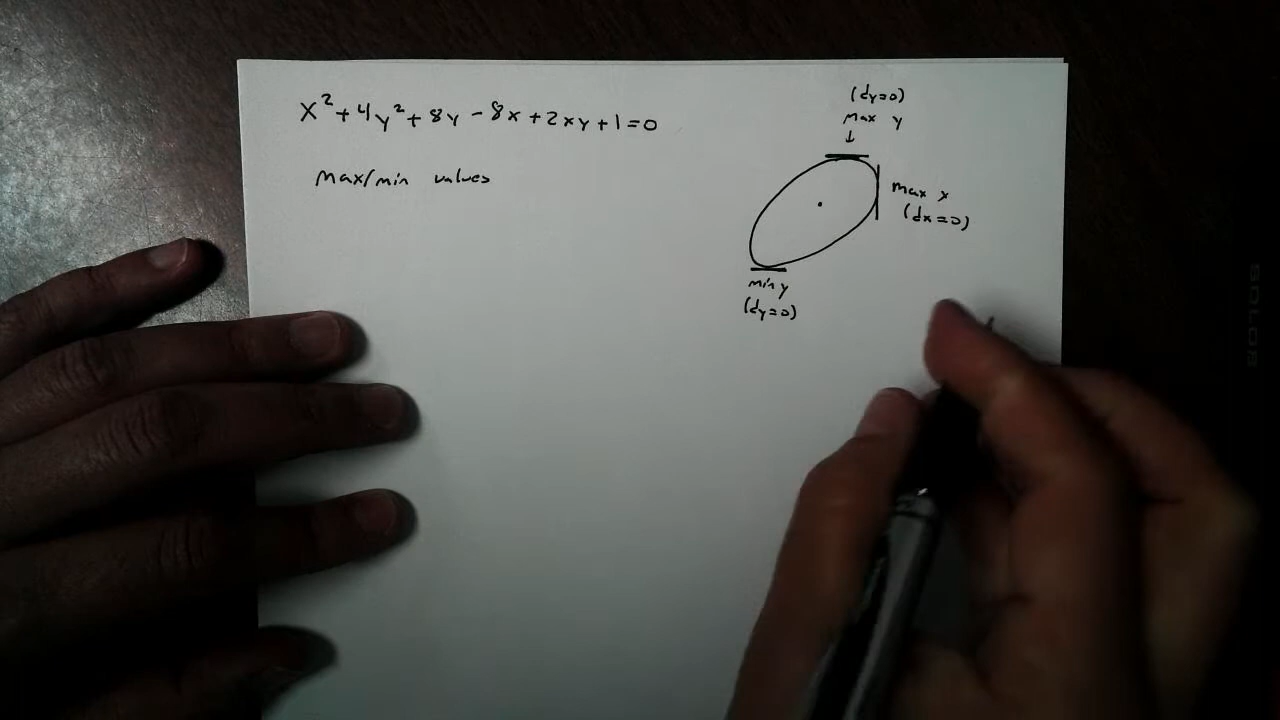 x²+4y²+8y-8x+2xy+1=0
max/min values
(dy=0)
max y
↓
max x
(dx=0)
min y
(dy=0)